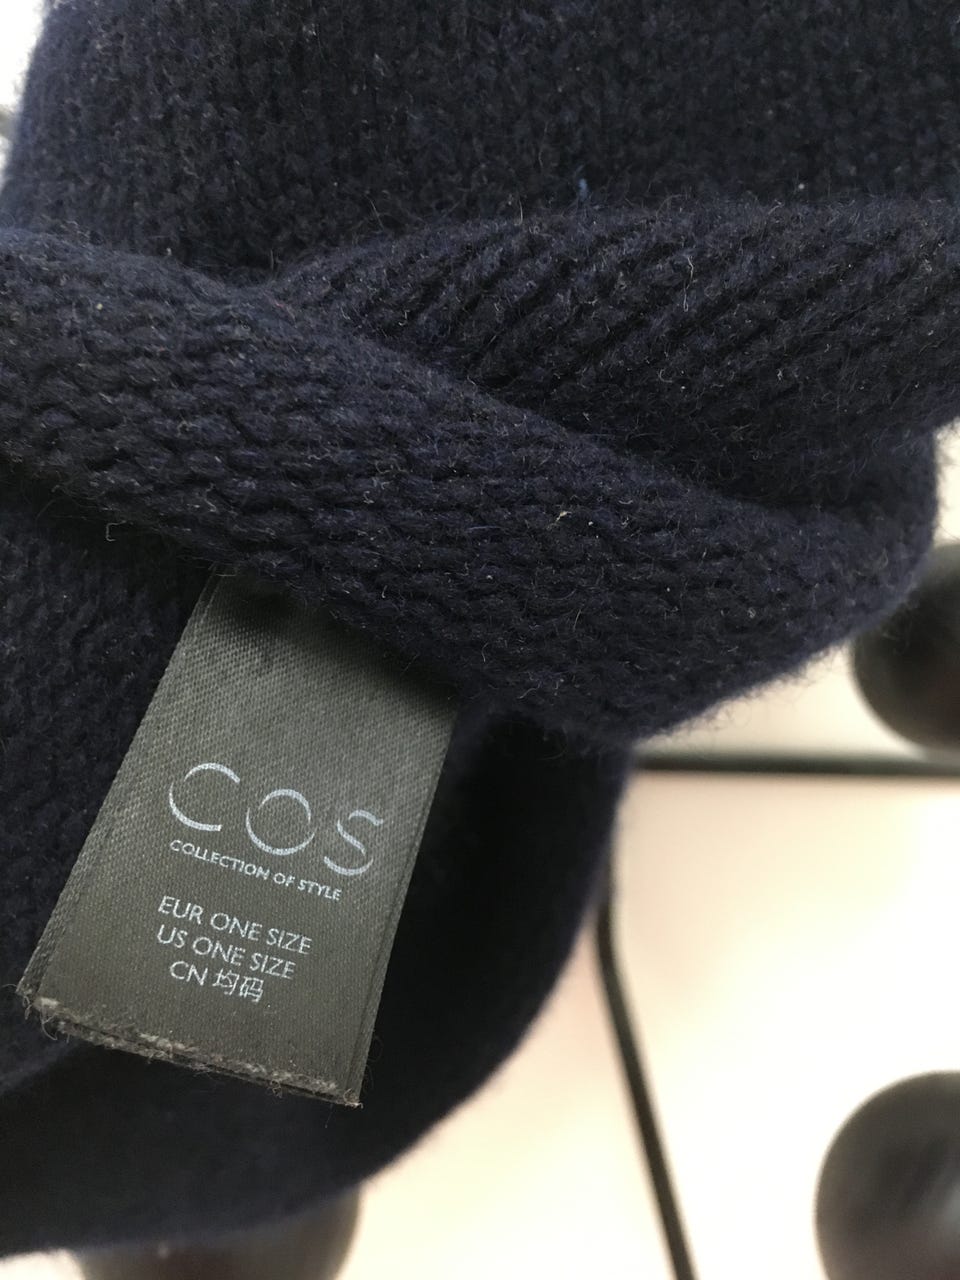 COS
COLLECTION OF STYLE
EUR ONE SIZE
US ONE SIZE
CN 均码